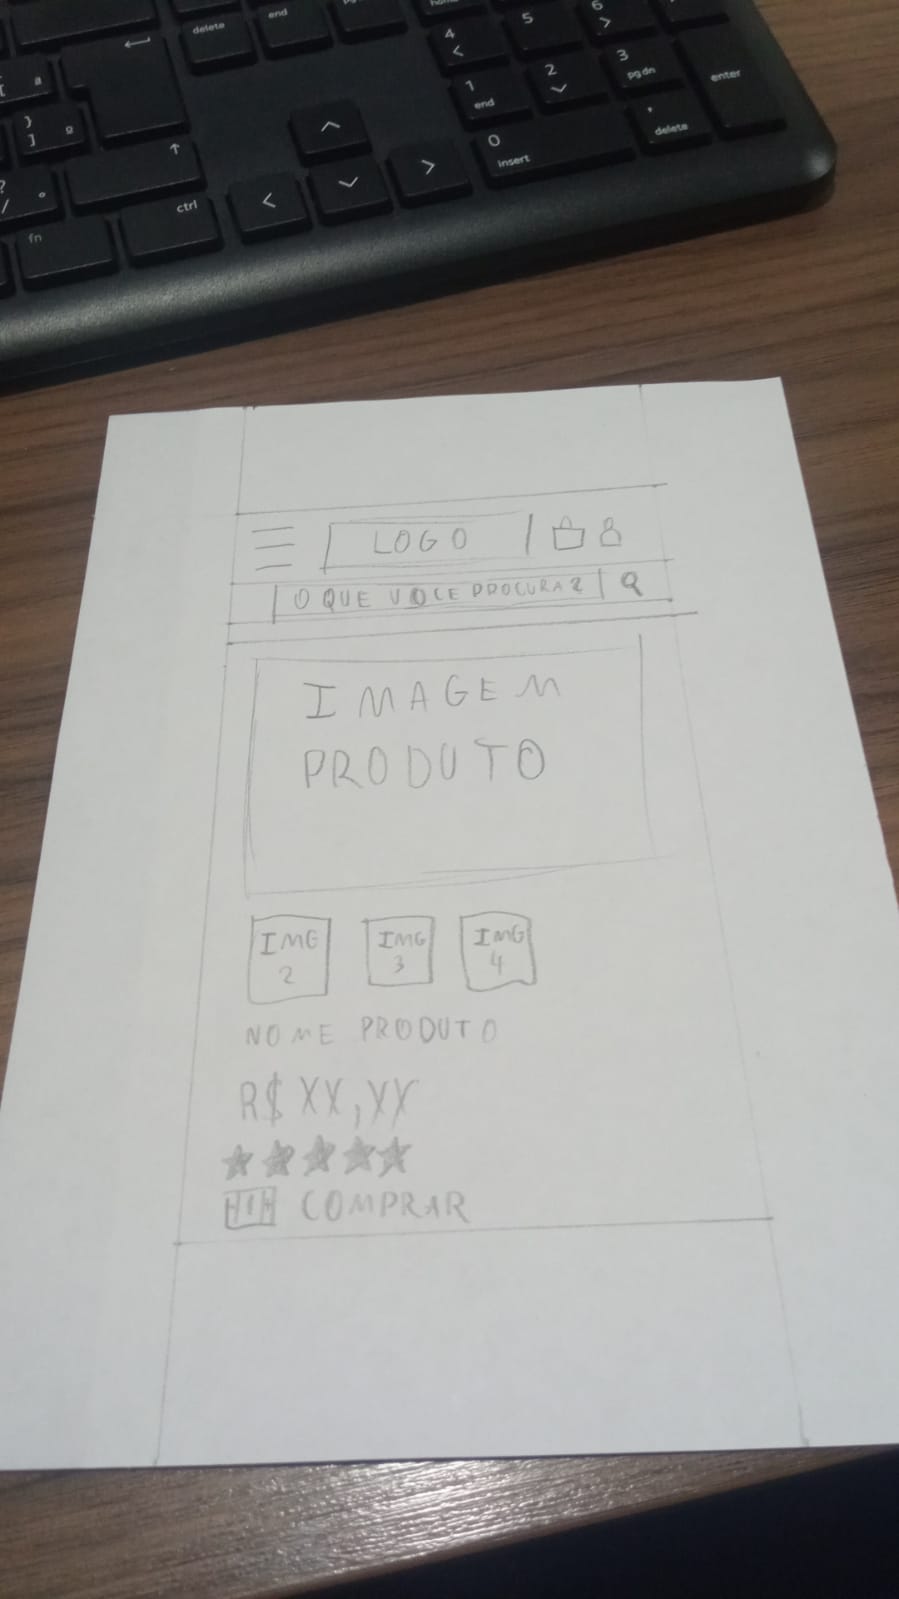 delete
end
4
5
6
1
end
2
3
pg dn
enter
0
insert
.
delete
ctrl
fn
LOGO
O QUE VOCE PROCURA?
IMAGEM
PRODUTO
IMG
2
IMG
3
IMG
4
NOME PRODUTO
R$ XX,XX
-1+ COMPRAR